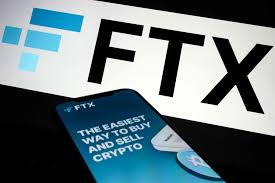 FTX
FTX
THE EASIEST
WAY TO BUY
AND SELL
CRYPTO